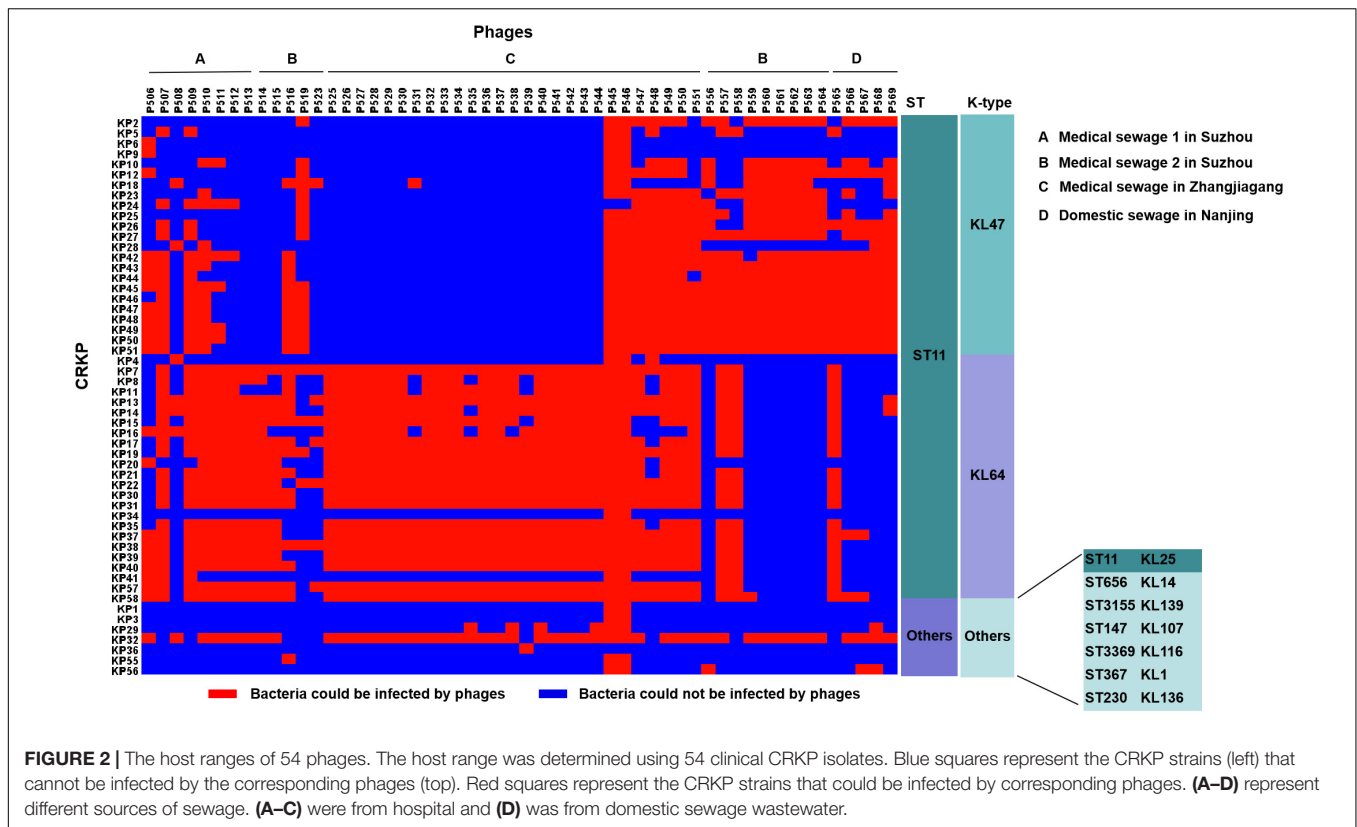 Phages
A B C B D
P506 P507 P508 P509 P510 P511 P512 P513 P514 P515 P516 P519 P523 P525 P526 P527 P528 P529 P530 P531 P532 P533 P534 P535 P536 P537 P538 P539 P540 P541 P542 P543 P544 P545 P546 P547 P548 P549 P550 P551 P556 P557 P558 P559 P560 P561 P562 P563 P564 P565 P566 P567 P568 P569
ST K-type
CRKP
KP2
KP5
KP6
KP9
KP10
KP12
KP18
KP23
KP24
KP25
KP26
KP27
KP28
KP42
KP43
KP44
KP45
KP46
KP47
KP48
KP49
KP50
KP51
KP4
KP7
KP8
KP11
KP13
KP14
KP15
KP16
KP17
KP19
KP20
KP21
KP22
KP30
KP31
KP34
KP35
KP37
KP38
KP39
KP40
KP41
KP57
KP58
KP1
KP3
KP29
KP32
KP36
KP55
KP56
ST11
Others
KL47
KL64
Others
A Medical sewage 1 in Suzhou
B Medical sewage 2 in Suzhou
C Medical sewage in Zhangjiagang
D Domestic sewage in Nanjing
ST11 KL25
ST656 KL14
ST3155 KL139
ST147 KL107
ST3369 KL116
ST367 KL1
ST230 KL136
Bacteria could be infected by phages Bacteria could not be infected by phages
FIGURE 2 | The host ranges of 54 phages. The host range was determined using 54 clinical CRKP isolates. Blue squares represent the CRKP strains (left) that
cannot be infected by the corresponding phages (top). Red squares represent the CRKP strains that could be infected by corresponding phages. (A–D) represent
different sources of sewage. (A–C) were from hospital and (D) was from domestic sewage wastewater.